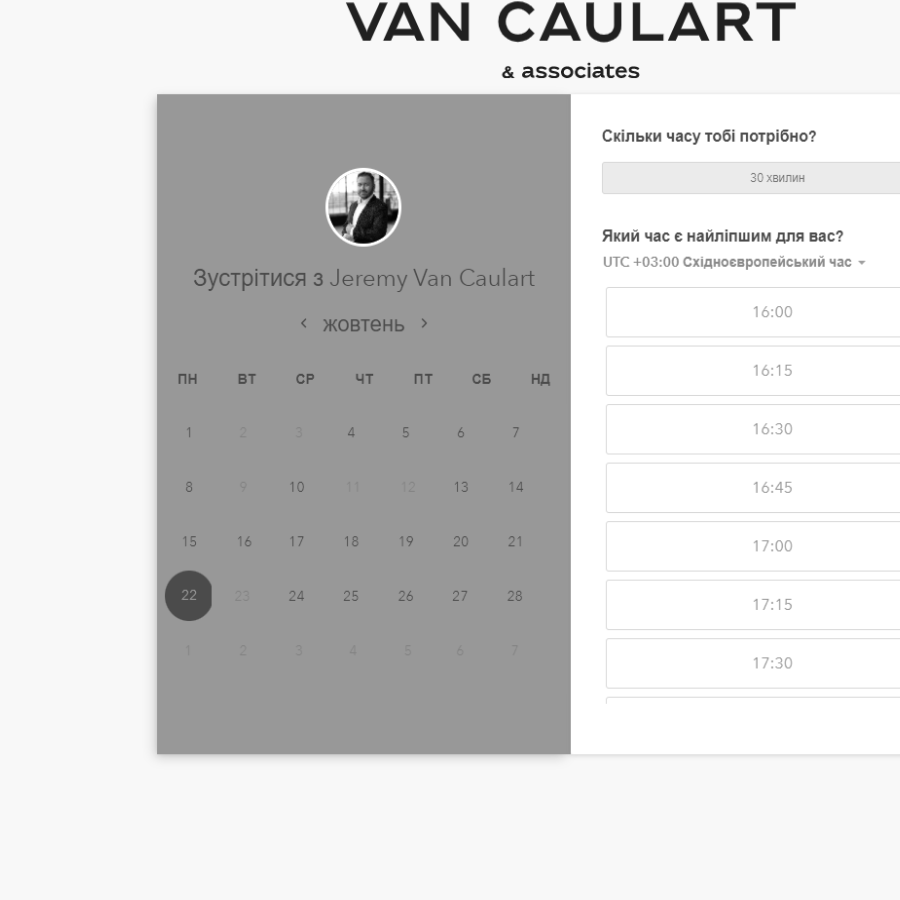 VAN CAULART
& associates
Зустрітися з Jeremy Van Caulart
жовтень
ПН ВТ СР ЧТ ПТ СБ НД
1 2 3 4 5 6 7
8 9 10 11 12 13 14
15 16 17 18 19 20 21
22 23 24 25 26 27 28
1 2 3 4 5 6 7
Скільки часу тобі потрібно?
30 хвилин
Який час є найліпшим для вас?
UTC +03:00 Східноєвропейський час
16:00
16:15
16:30
16:45
17:00
17:15
17:30